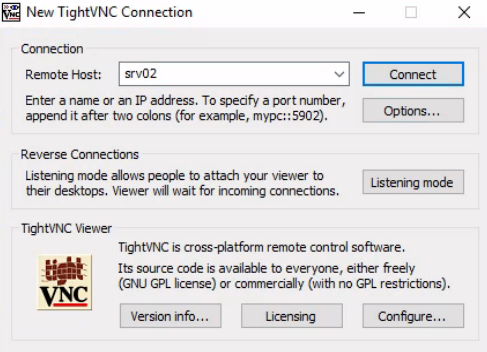 New TightVNC Connection
Connection
Remote Host:
srv02
Connect
Enter a name or an IP address. To specify a port number,
append it after two colons (for example, mypc::5902).
Options...
Reverse Connections
Listening mode allows people to attach your viewer to
their desktops. Viewer will wait for incoming connections.
Listening mode
TightVNC Viewer
tight
VNC
TightVNC is cross-platform remote control software.
Its source code is available to everyone, either freely
(GNU GPL license) or commercially (with no GPL restrictions).
Version info...
Licensing
Configure...